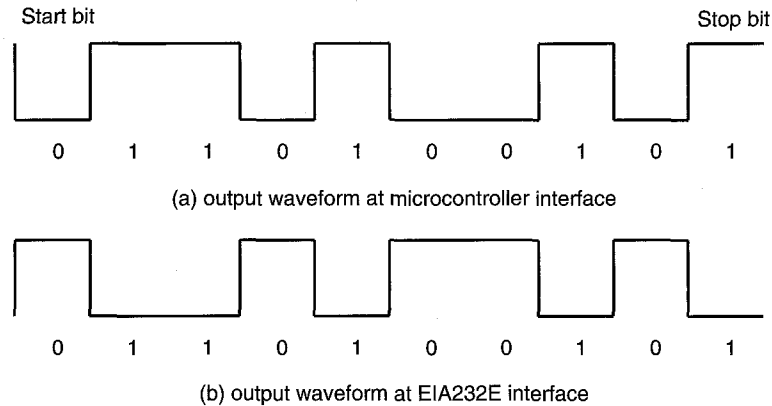 Start bit Stop bit
0 1 1 0 1 0 0 1 0 1
(a) output waveform at microcontroller interface
0 1 1 0 1 0 0 1 0 1
(b) output waveform at EIA232E interface